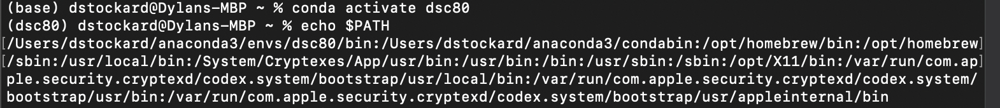 (base) dstockard@Dylans-MBP ~ % conda activate dsc80
(dsc80) dstockard@Dylans-MBP ~ % echo $PATH
[/Users/dstockard/anaconda3/envs/dsc80/bin:/Users/dstockard/anaconda3/condabin:/opt/homebrew/bin:/opt/homebrew]
[/sbin:/usr/local/bin:/System/Cryptexes/App/usr/bin:/usr/bin:/bin:/usr/sbin:/sbin:/opt/X11/bin:/var/run/com.ap]
ple.security.cryptexd/codex.system/bootstrap/usr/local/bin:/var/run/com.apple.security.cryptexd/codex.system/
bootstrap/usr/bin:/var/run/com.apple.security.cryptexd/codex.system/bootstrap/usr/appleinternal/bin